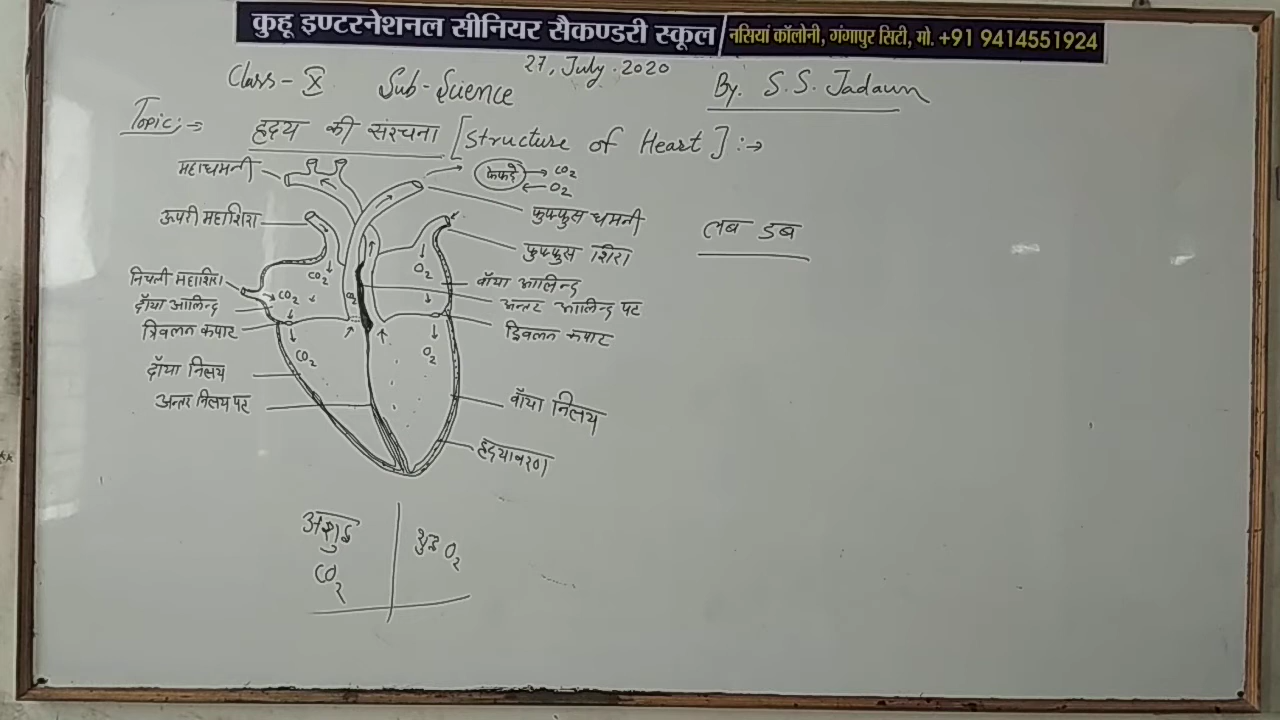 कुहू इण्टरनेशनल सीनियर सैकण्डरी स्कूल नसियां कॉलोनी, गंगापुर सिटी, मो. +91 9414551924
27, July. 2020
Class - X Sub - Science By. S. S. Jadaun
Topic :→ हृदय की संरचना [Structure of Heart] :→
महाधमनी
फेफड़े → CO2
← O2
ऊपरी महाशिरा
फुफ्फुस धमनी
लब डब
फुफ्फुस शिरा
निचली महाशिरा
बाँया आलिन्द
दाँया आलिन्द
अन्तर आलिन्द पट
त्रिवलन कपाट
द्विवलन कपाट
CO2
CO2
CO2
O2
O2
दाँया निलय
अन्तर निलय पट
बाँया निलय
हृदयावरण
अशुद्ध
CO2
शुद्ध O2